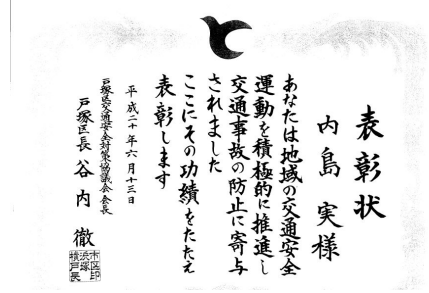 表彰状
内島実様
あなたは地域の交通安全
運動を積極的に推進し
交通事故の防止に寄与
されました
ここにその功績をたたえ
表彰します
平成二十年六月十三日
戸塚区交通安全対策協議会会長
戸塚区長 谷内 徹